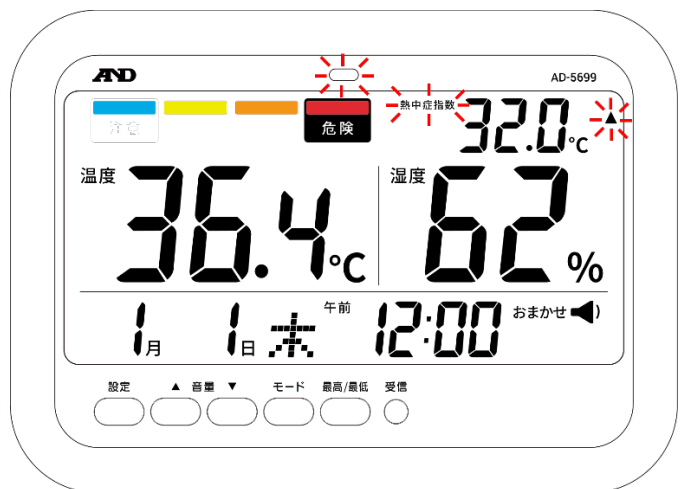 AND
AD-5699
注意
危険
熱中症指数
32.0℃
▲
温度
36.4℃
湿度
62%
1月 1日 木
午前
12:00
おまかせ
設定 ▲ 音量 ▼ モード 最高/最低 受信